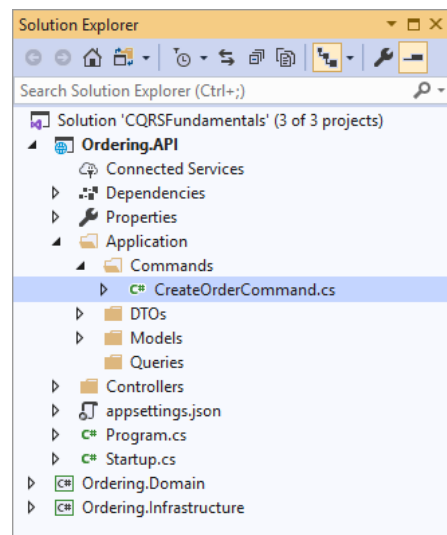 Solution Explorer
Search Solution Explorer (Ctrl+;)
Solution 'CQRSFundamentals' (3 of 3 projects)
Ordering.API
Connected Services
Dependencies
Properties
Application
Commands
C# CreateOrderCommand.cs
DTOs
Models
Queries
Controllers
appsettings.json
C# Program.cs
C# Startup.cs
C# Ordering.Domain
C# Ordering.Infrastructure